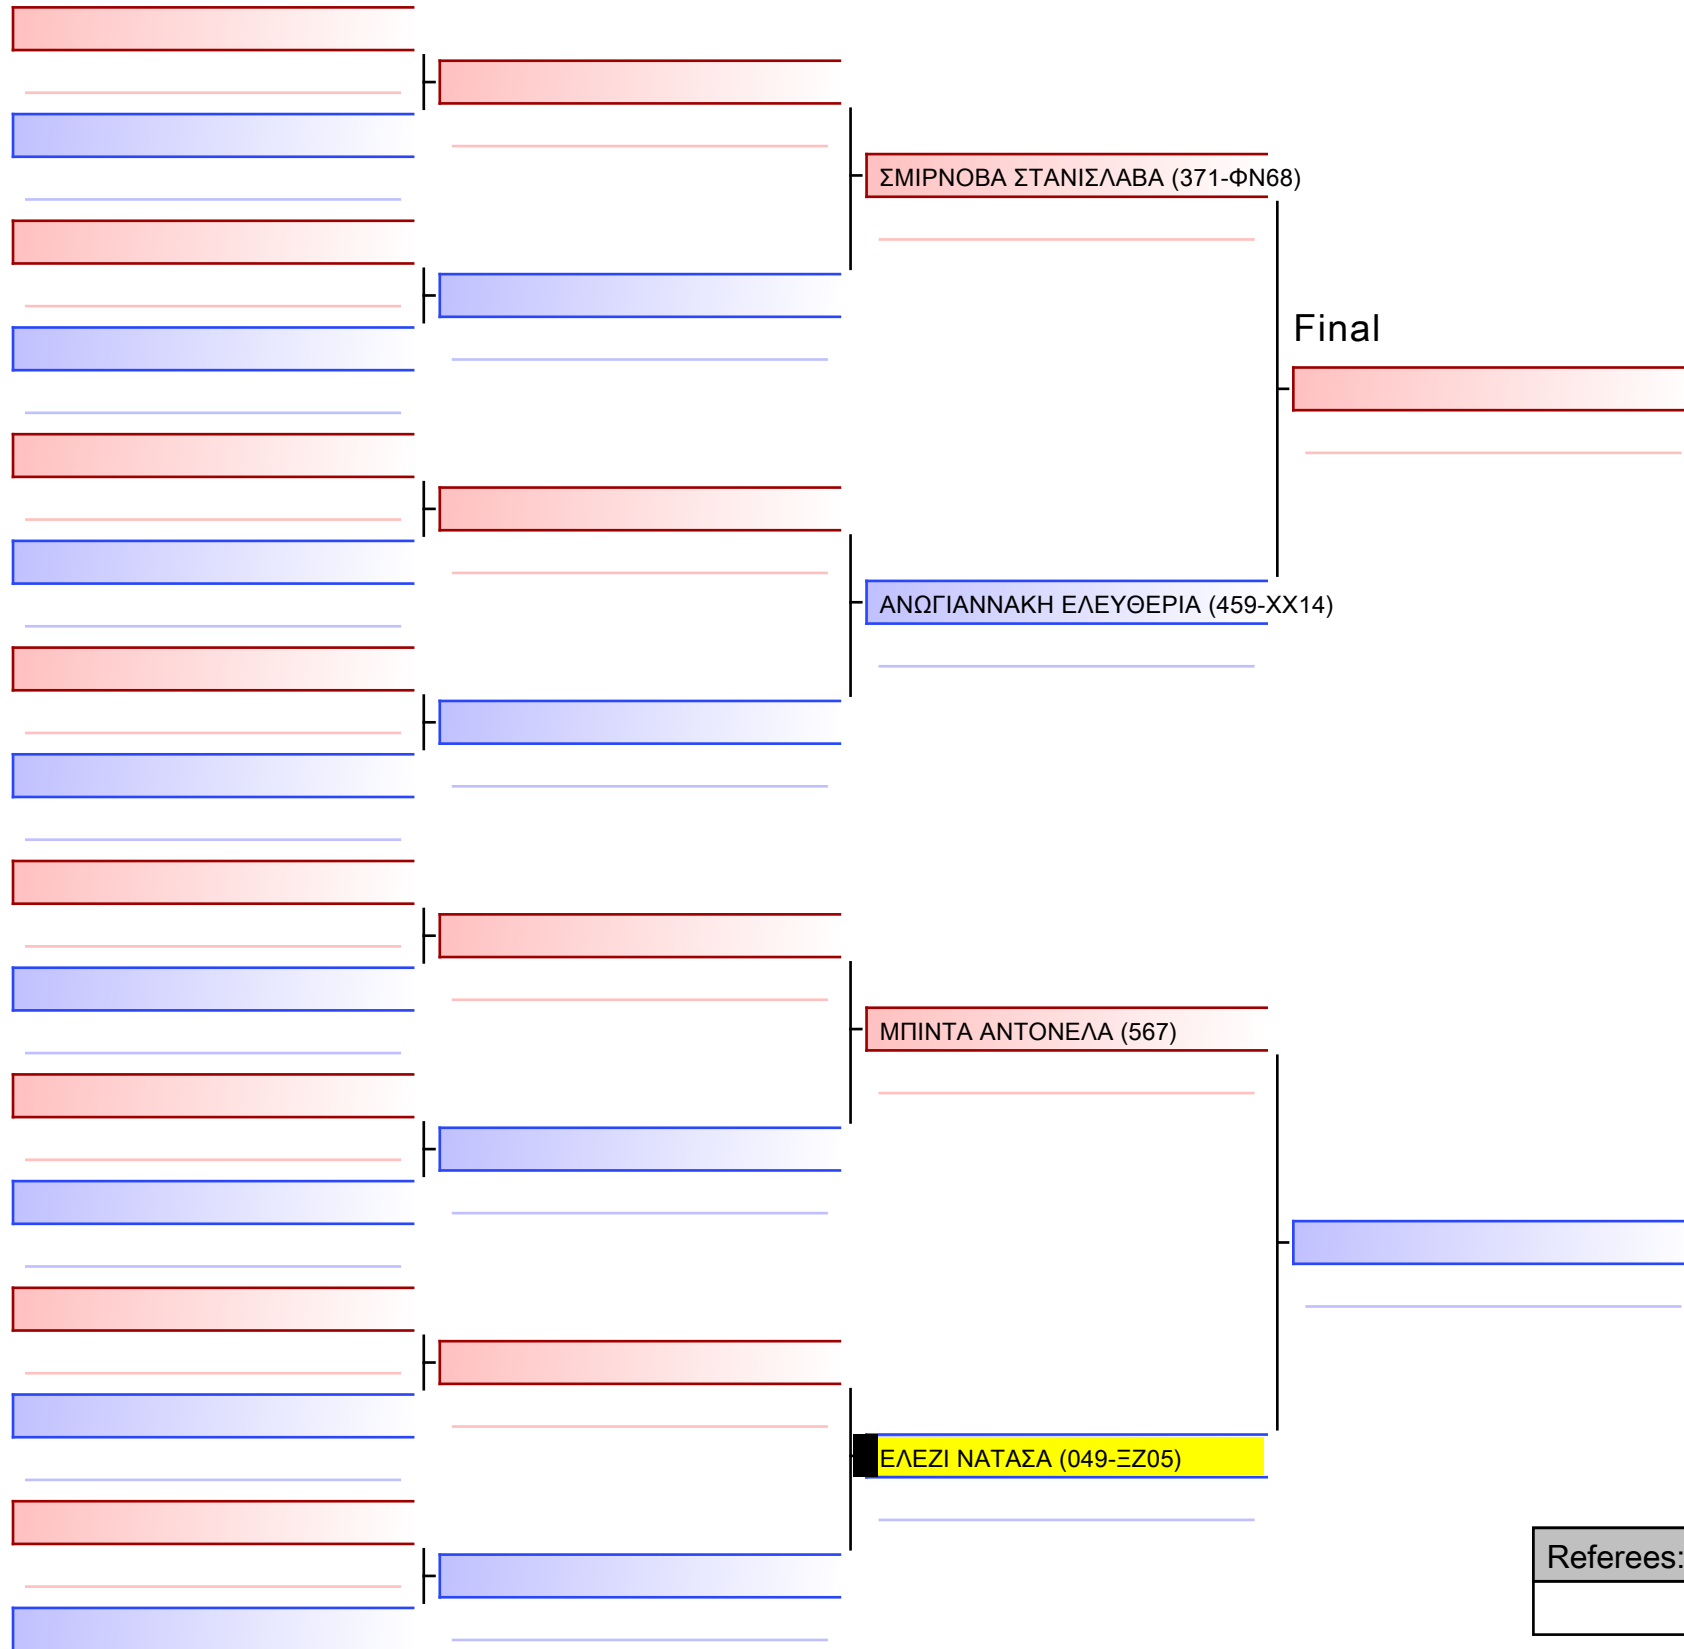 ΣΜΙΡΝΟΒΑ ΣΤΑΝΙΣΛΑΒΑ (371-ΦΝ68)
Final
ΑΝΩΓΙΑΝΝΑΚΗ ΕΛΕΥΘΕΡΙΑ (459-ΧΧ14)
ΜΠΙΝΤΑ ΑΝΤΟΝΕΛΑ (567)
ΕΛΕΖΙ ΝΑΤΑΣΑ (049-ΞΖ05)
Referees: